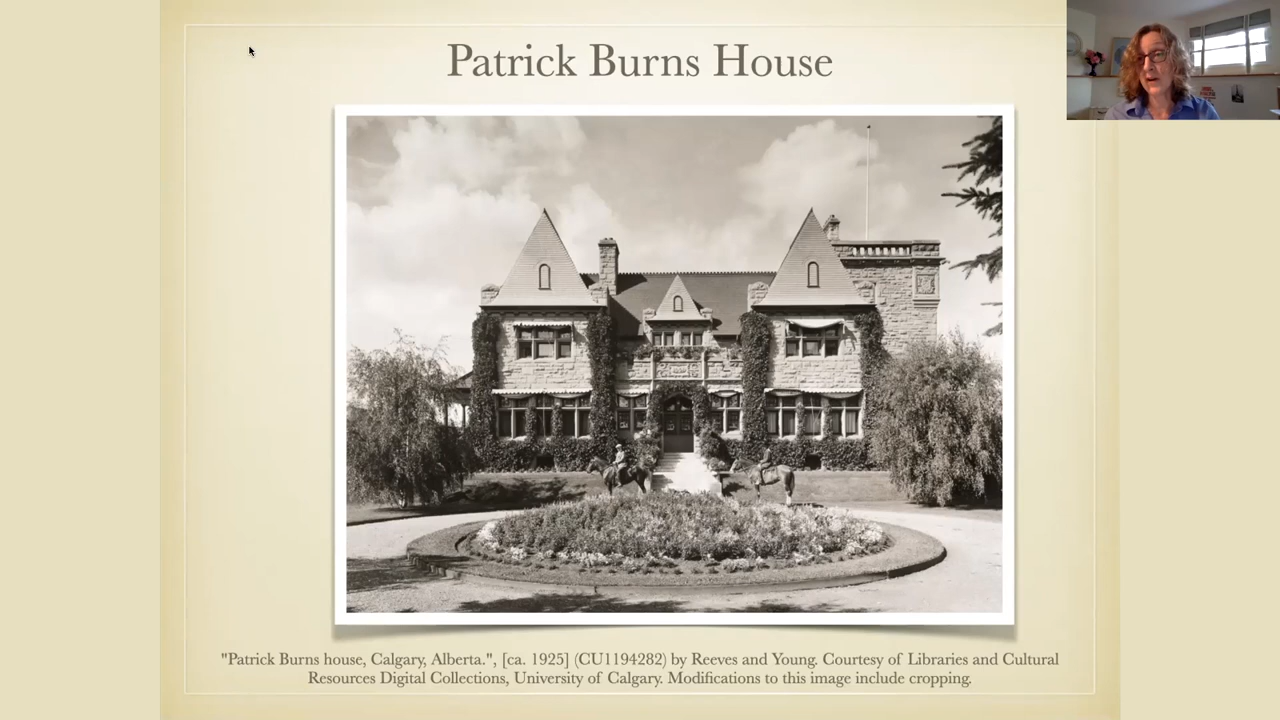 Patrick Burns House
"Patrick Burns house, Calgary, Alberta.", [ca. 1925] (CU1194282) by Reeves and Young. Courtesy of Libraries and Cultural
Resources Digital Collections, University of Calgary. Modifications to this image include cropping.